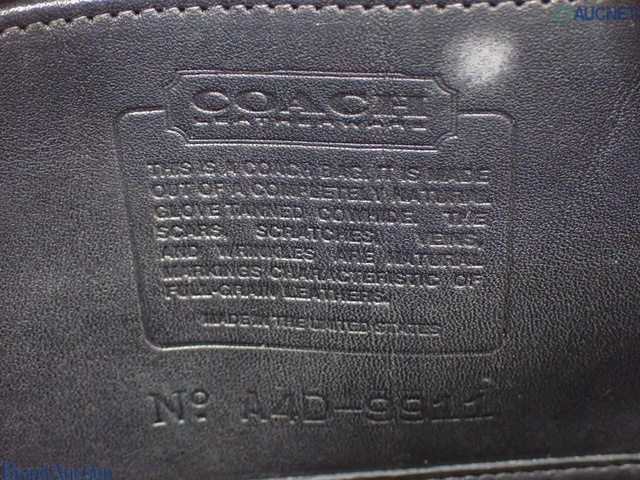 AUCNET
COACH
LEATHERWARE
THIS IS A COACH BAG. IT IS MADE
OUT OF A COMPLETELY NATURAL
GLOVE TANNED COWHIDE. THE
SCARS, SCRATCHES, VEINS,
AND WRINKLES ARE NATURAL
MARKINGS CHARACTERISTIC OF
FULL-GRAIN LEATHERS.
MADE IN THE UNITED STATES
Nº A4D-9911
Brand Auction